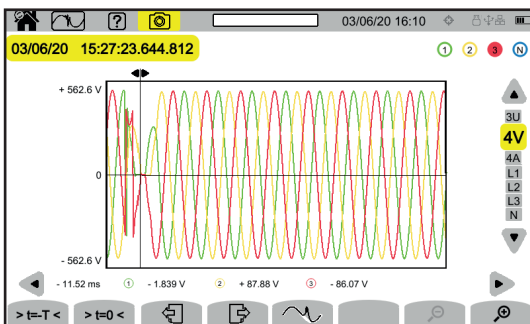 ?
03/06/20 16:10
03/06/20 15:27:23.644.812
1 2 3 N
+ 562.6 V
0
- 562.6 V
3U
4V
4A
L1
L2
L3
N
- 11.52 ms 1 - 1.839 V 2 + 87.88 V 3 - 86.07 V
> t=-T < > t=0 <